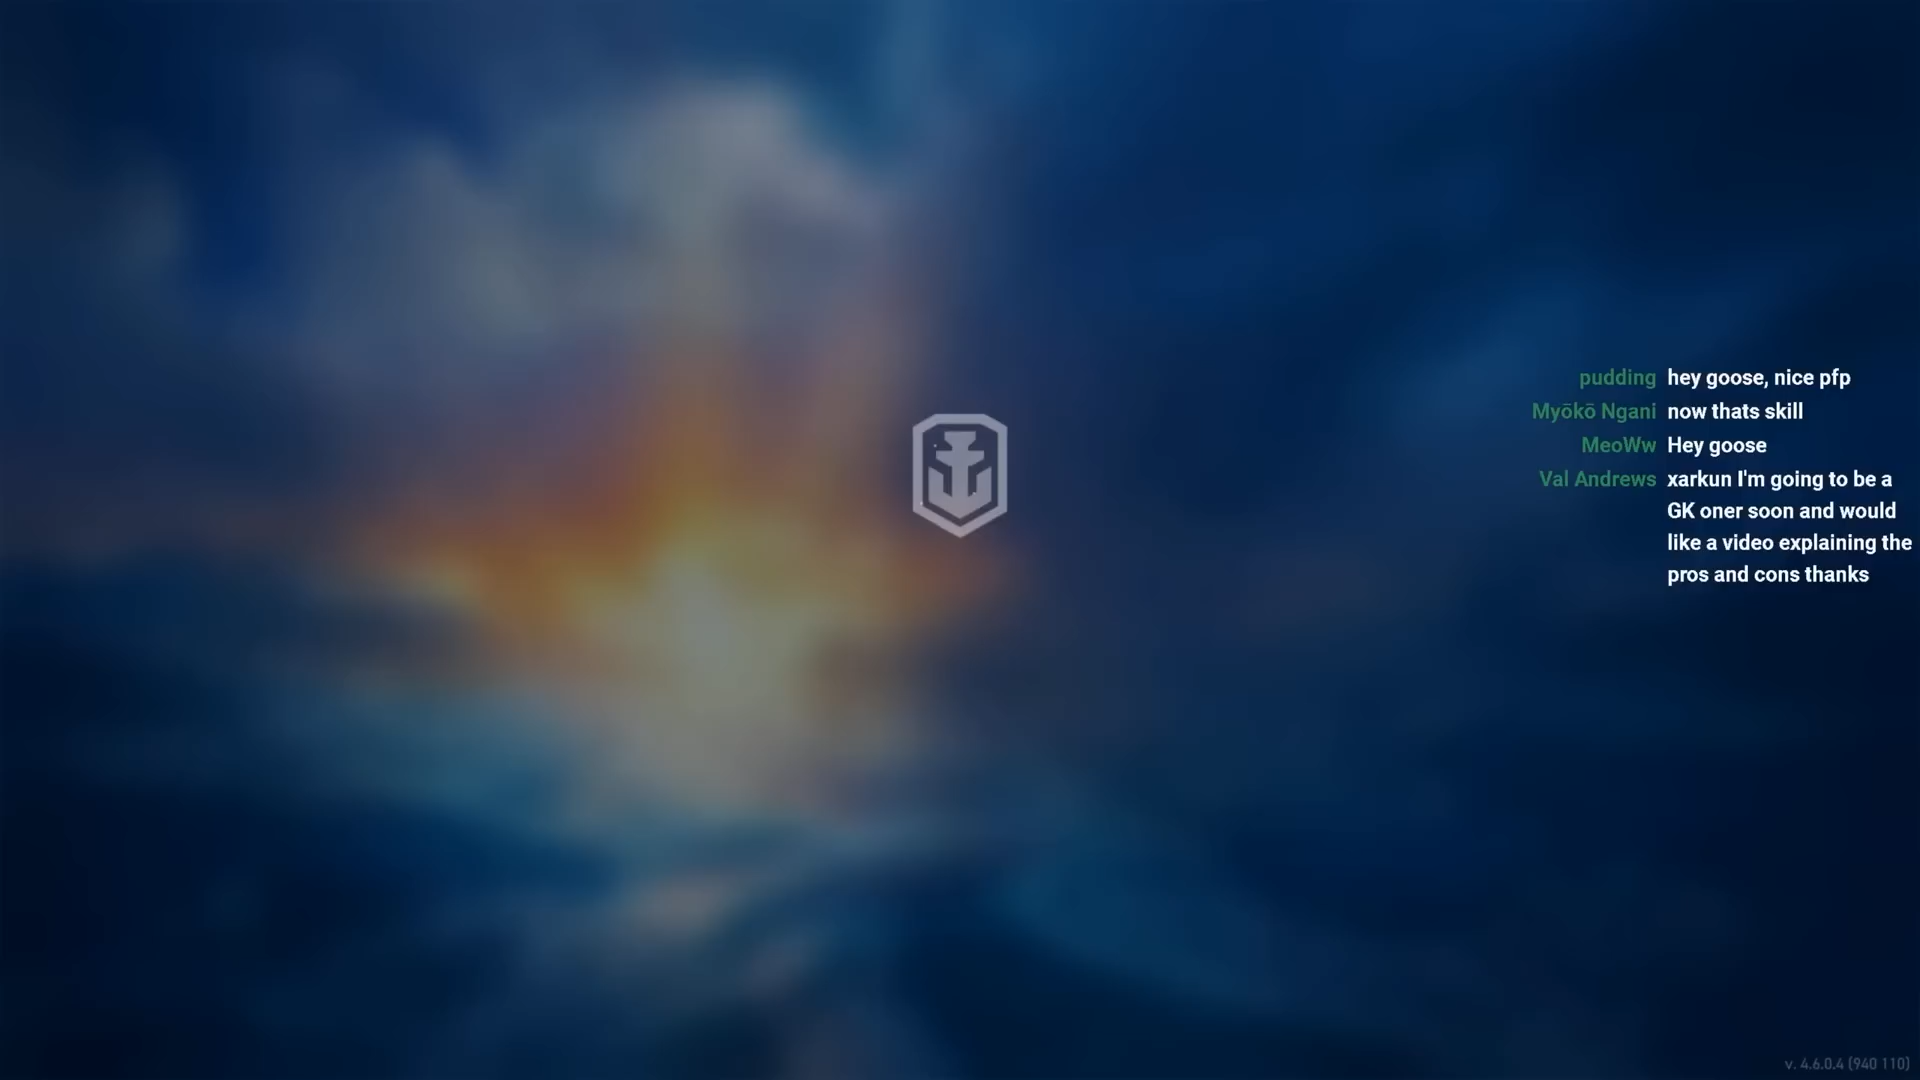 pudding hey goose, nice pfp
Myōkō Ngani now thats skill
MeoWw Hey goose
Val Andrews xarkun I'm going to be a
GK oner soon and would
like a video explaining the
pros and cons thanks
v. 4.6.0.4 (940 110)